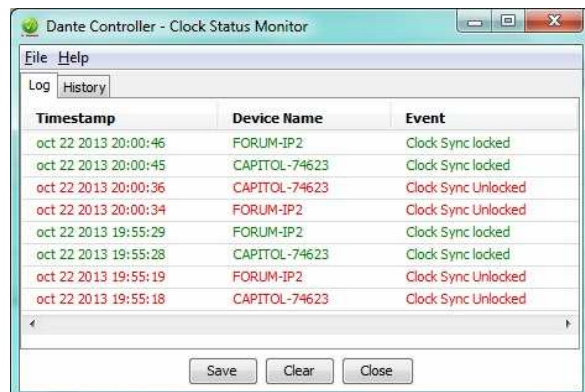 Dante Controller - Clock Status Monitor
File Help
Log History
Timestamp Device Name Event
oct 22 2013 20:00:46 FORUM-IP2 Clock Sync locked
oct 22 2013 20:00:45 CAPITOL-74623 Clock Sync locked
oct 22 2013 20:00:36 CAPITOL-74623 Clock Sync Unlocked
oct 22 2013 20:00:34 FORUM-IP2 Clock Sync Unlocked
oct 22 2013 19:55:29 FORUM-IP2 Clock Sync locked
oct 22 2013 19:55:28 CAPITOL-74623 Clock Sync locked
oct 22 2013 19:55:19 FORUM-IP2 Clock Sync Unlocked
oct 22 2013 19:55:18 CAPITOL-74623 Clock Sync Unlocked
Save Clear Close